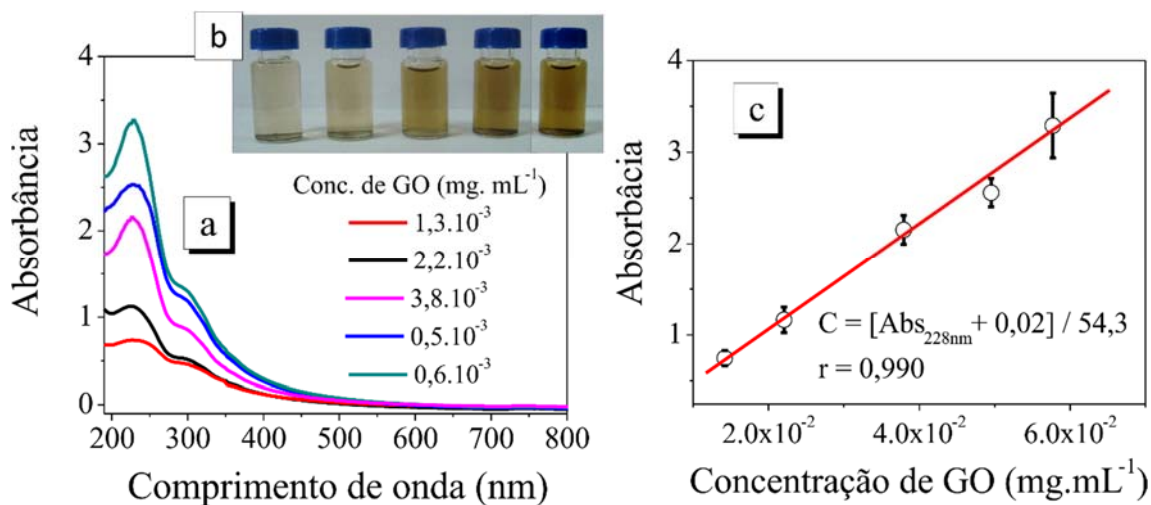 b
4
3
2
1
0
Absorbância
a
Conc. de GO (mg. mL⁻¹)
1,3.10⁻³
2,2.10⁻³
3,8.10⁻³
0,5.10⁻³
0,6.10⁻³
200 300 400 500 600 700 800
Comprimento de onda (nm)
c
4
3
2
1
Absorbâcia
C = [Abs₂₂₈ₙₘ + 0,02] / 54,3
r = 0,990
2.0x10⁻² 4.0x10⁻² 6.0x10⁻²
Concentração de GO (mg.mL⁻¹)